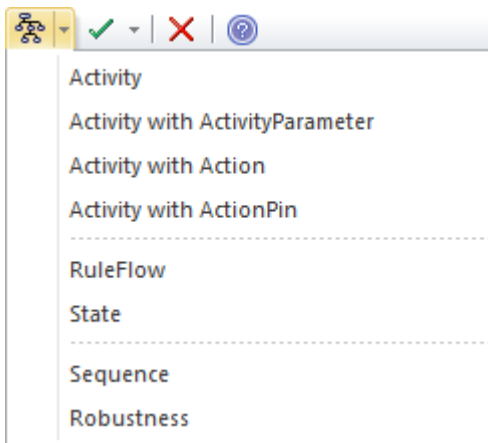 Activity
Activity with ActivityParameter
Activity with Action
Activity with ActionPin
RuleFlow
State
Sequence
Robustness